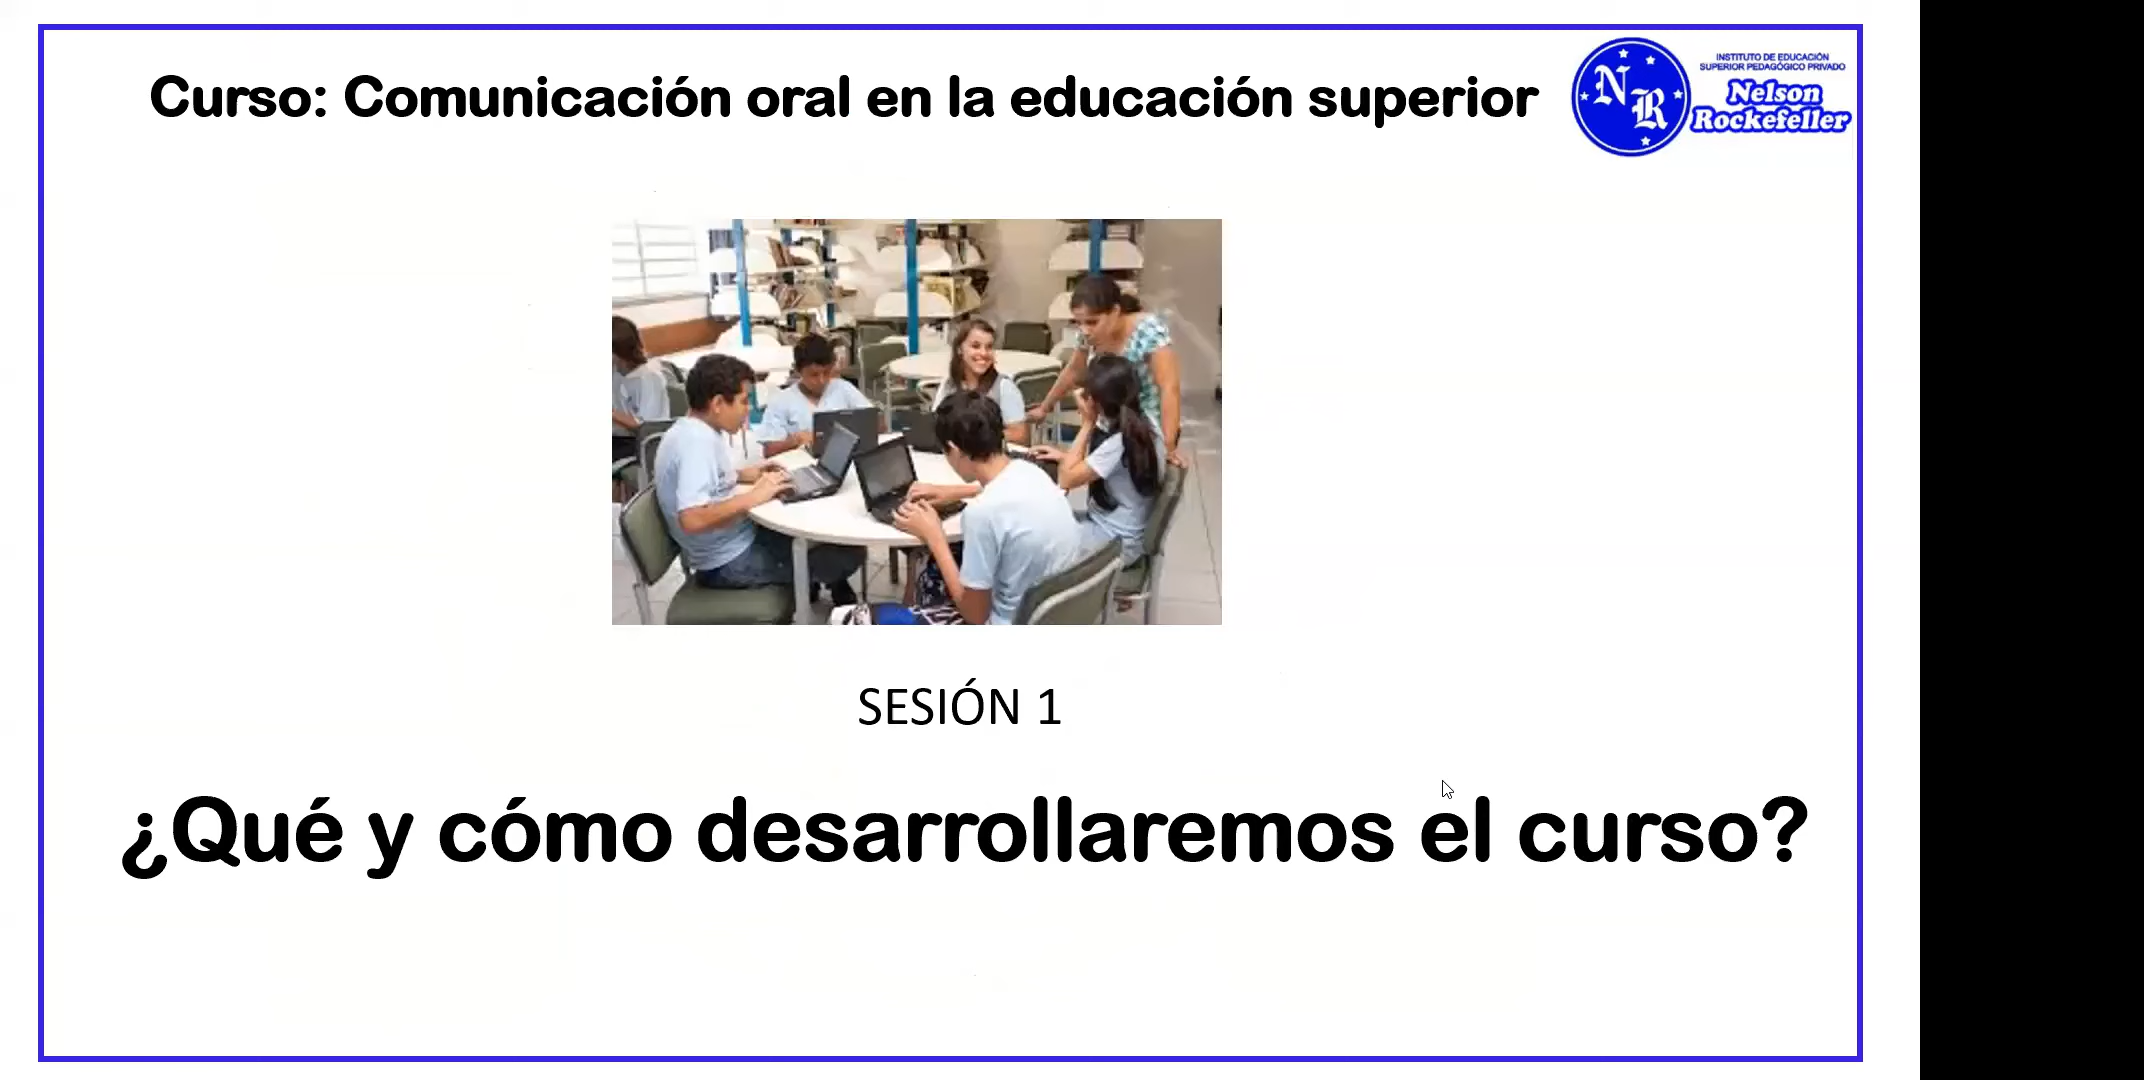 Curso: Comunicación oral en la educación superior
INSTITUTO DE EDUCACIÓN
SUPERIOR PEDAGÓGICO PRIVADO
N R
Nelson
Rockefeller
SESIÓN 1
¿Qué y cómo desarrollaremos el curso?